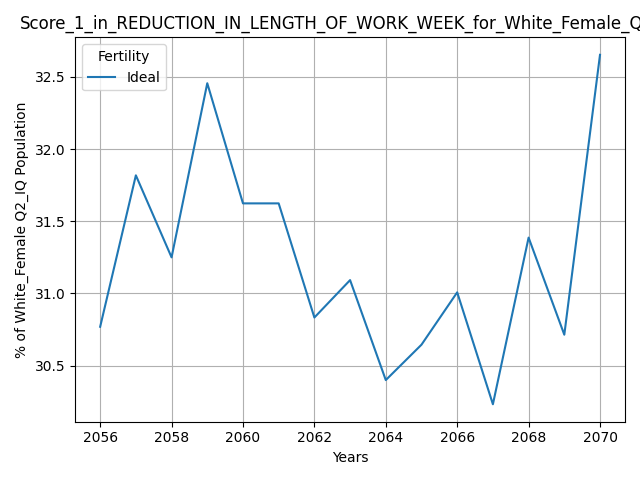 Score_1_in_REDUCTION_IN_LENGTH_OF_WORK_WEEK_for_White_Female_Q
Fertility
Ideal
% of White_Female Q2_IQ Population
32.5
32.0
31.5
31.0
30.5
2056 2058 2060 2062 2064 2066 2068 2070
Years